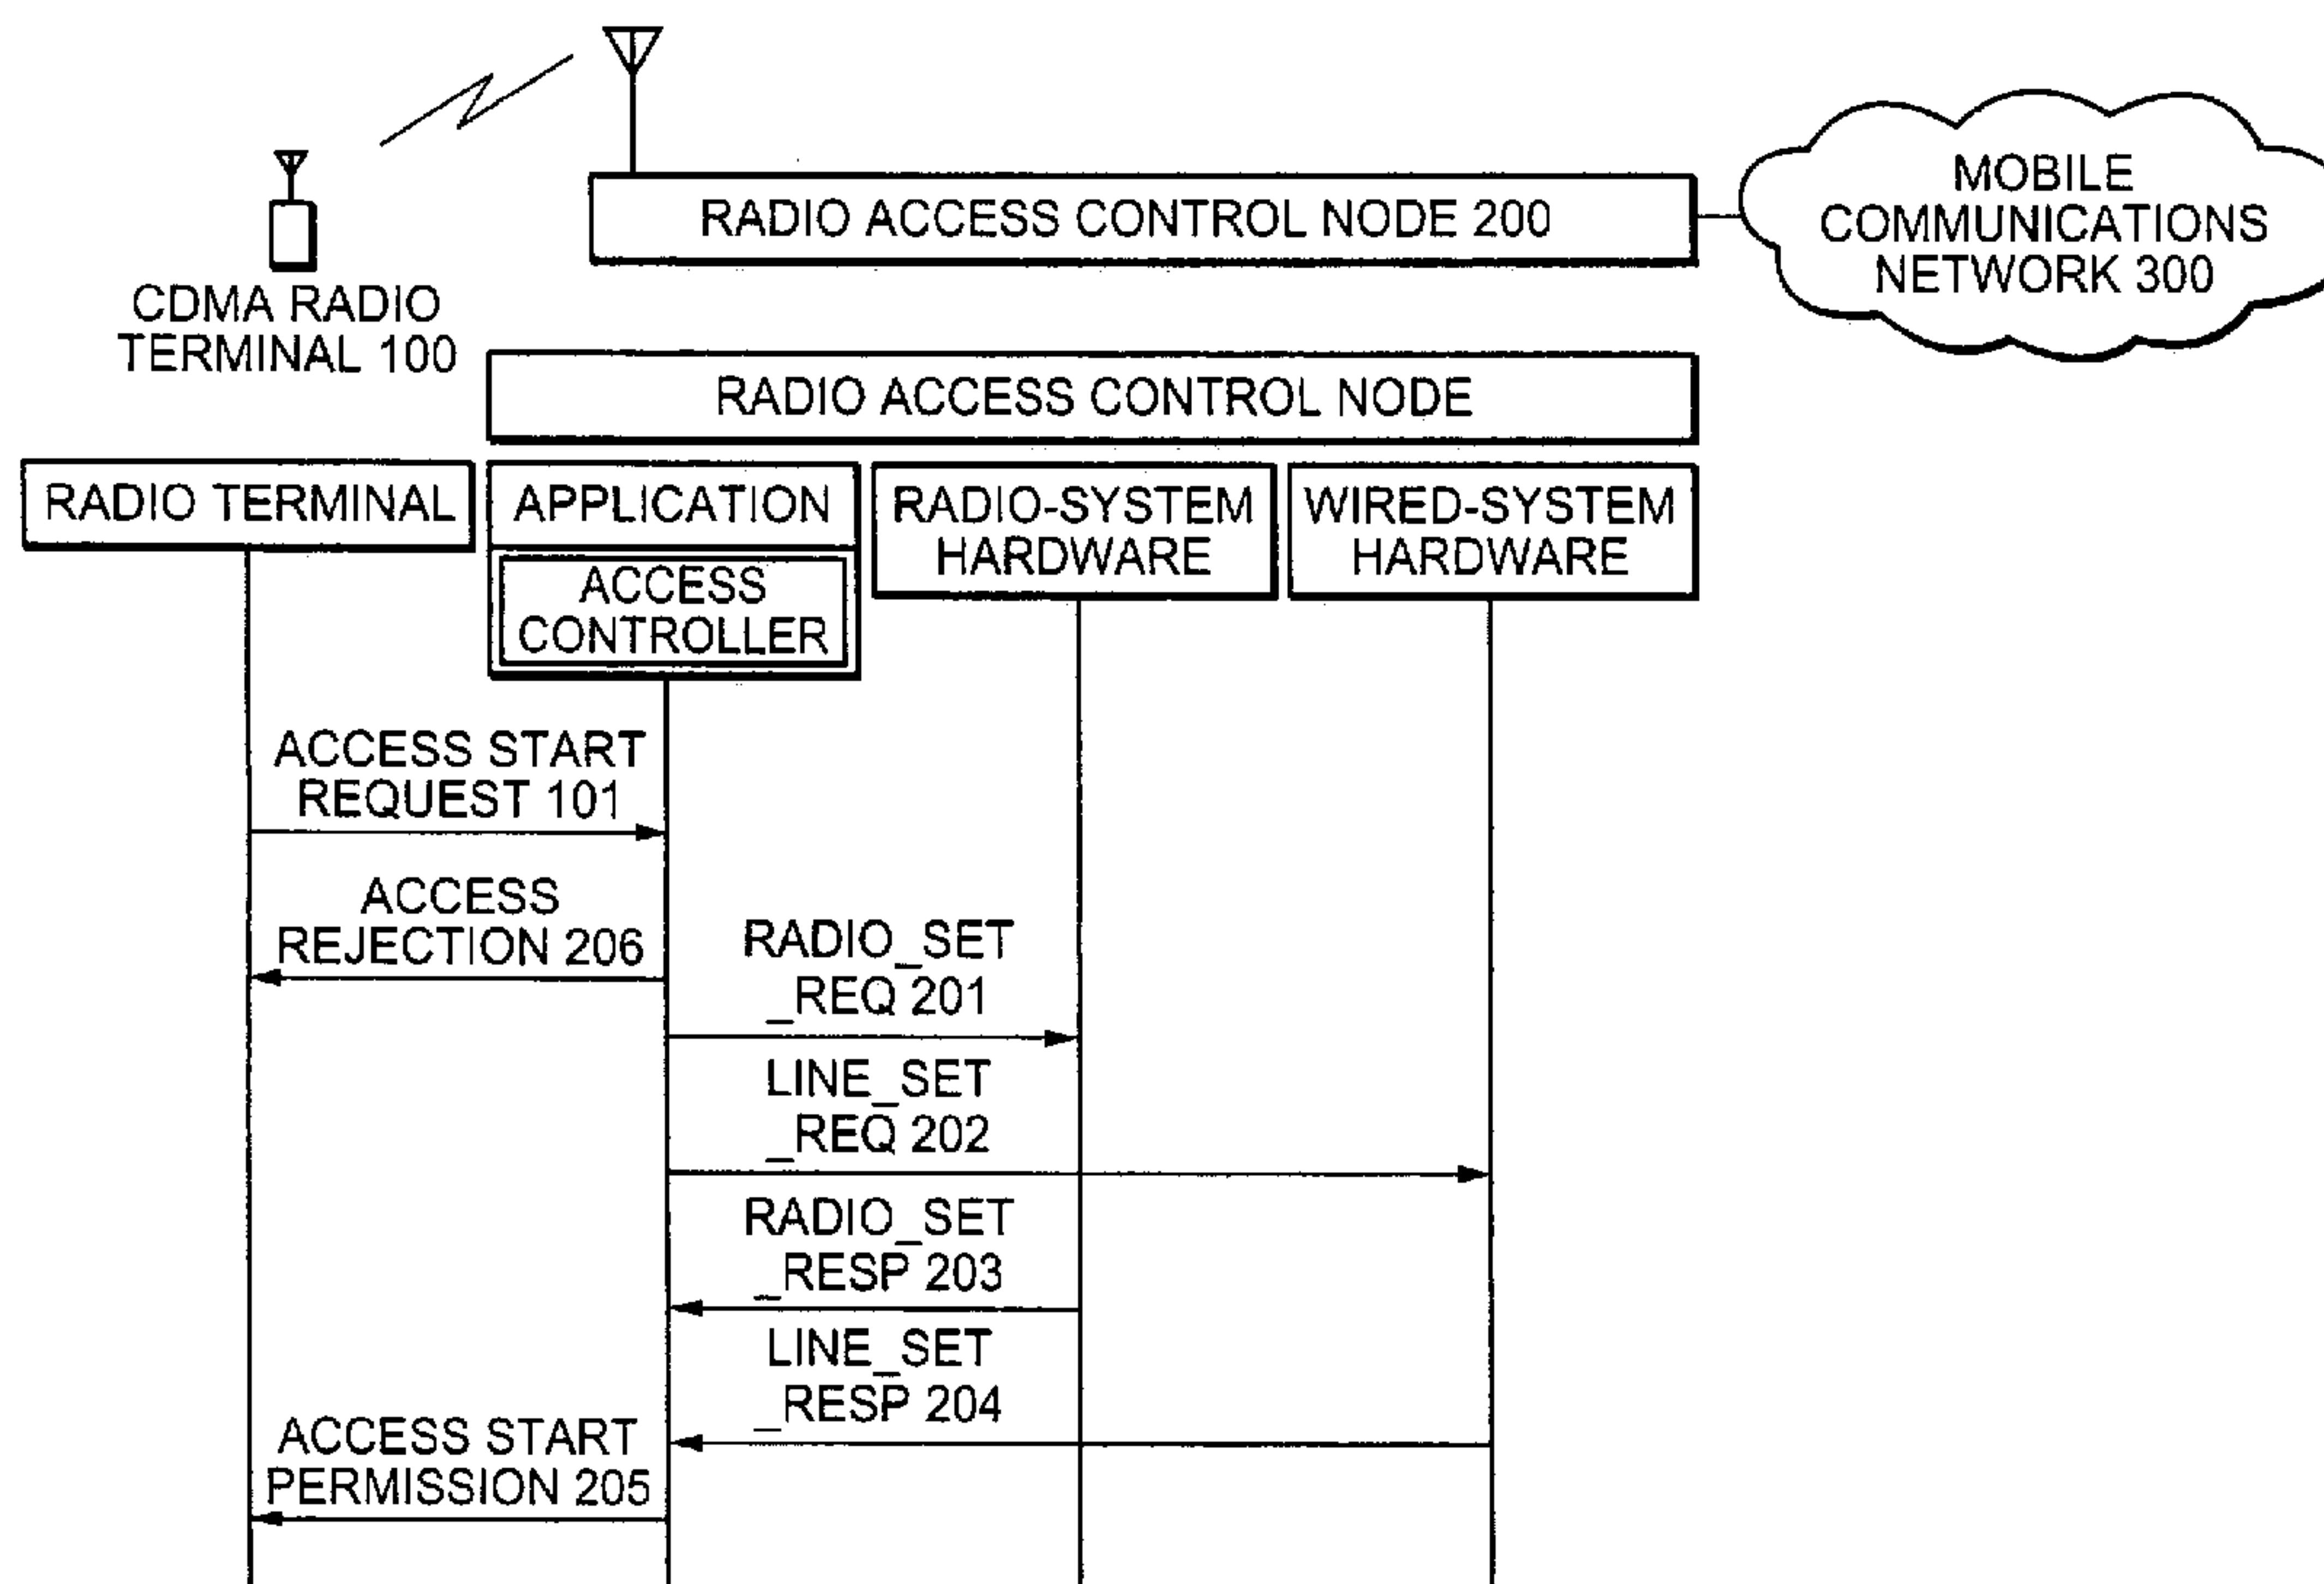 RADIO ACCESS CONTROL NODE 200
MOBILE
COMMUNICATIONS
NETWORK 300
CDMA RADIO
TERMINAL 100
RADIO ACCESS CONTROL NODE
RADIO TERMINAL
APPLICATION
ACCESS
CONTROLLER
RADIO-SYSTEM
HARDWARE
WIRED-SYSTEM
HARDWARE
ACCESS START
REQUEST 101
ACCESS
REJECTION 206
RADIO_SET
_REQ 201
LINE_SET
_REQ 202
RADIO_SET
_RESP 203
LINE_SET
_RESP 204
ACCESS START
PERMISSION 205